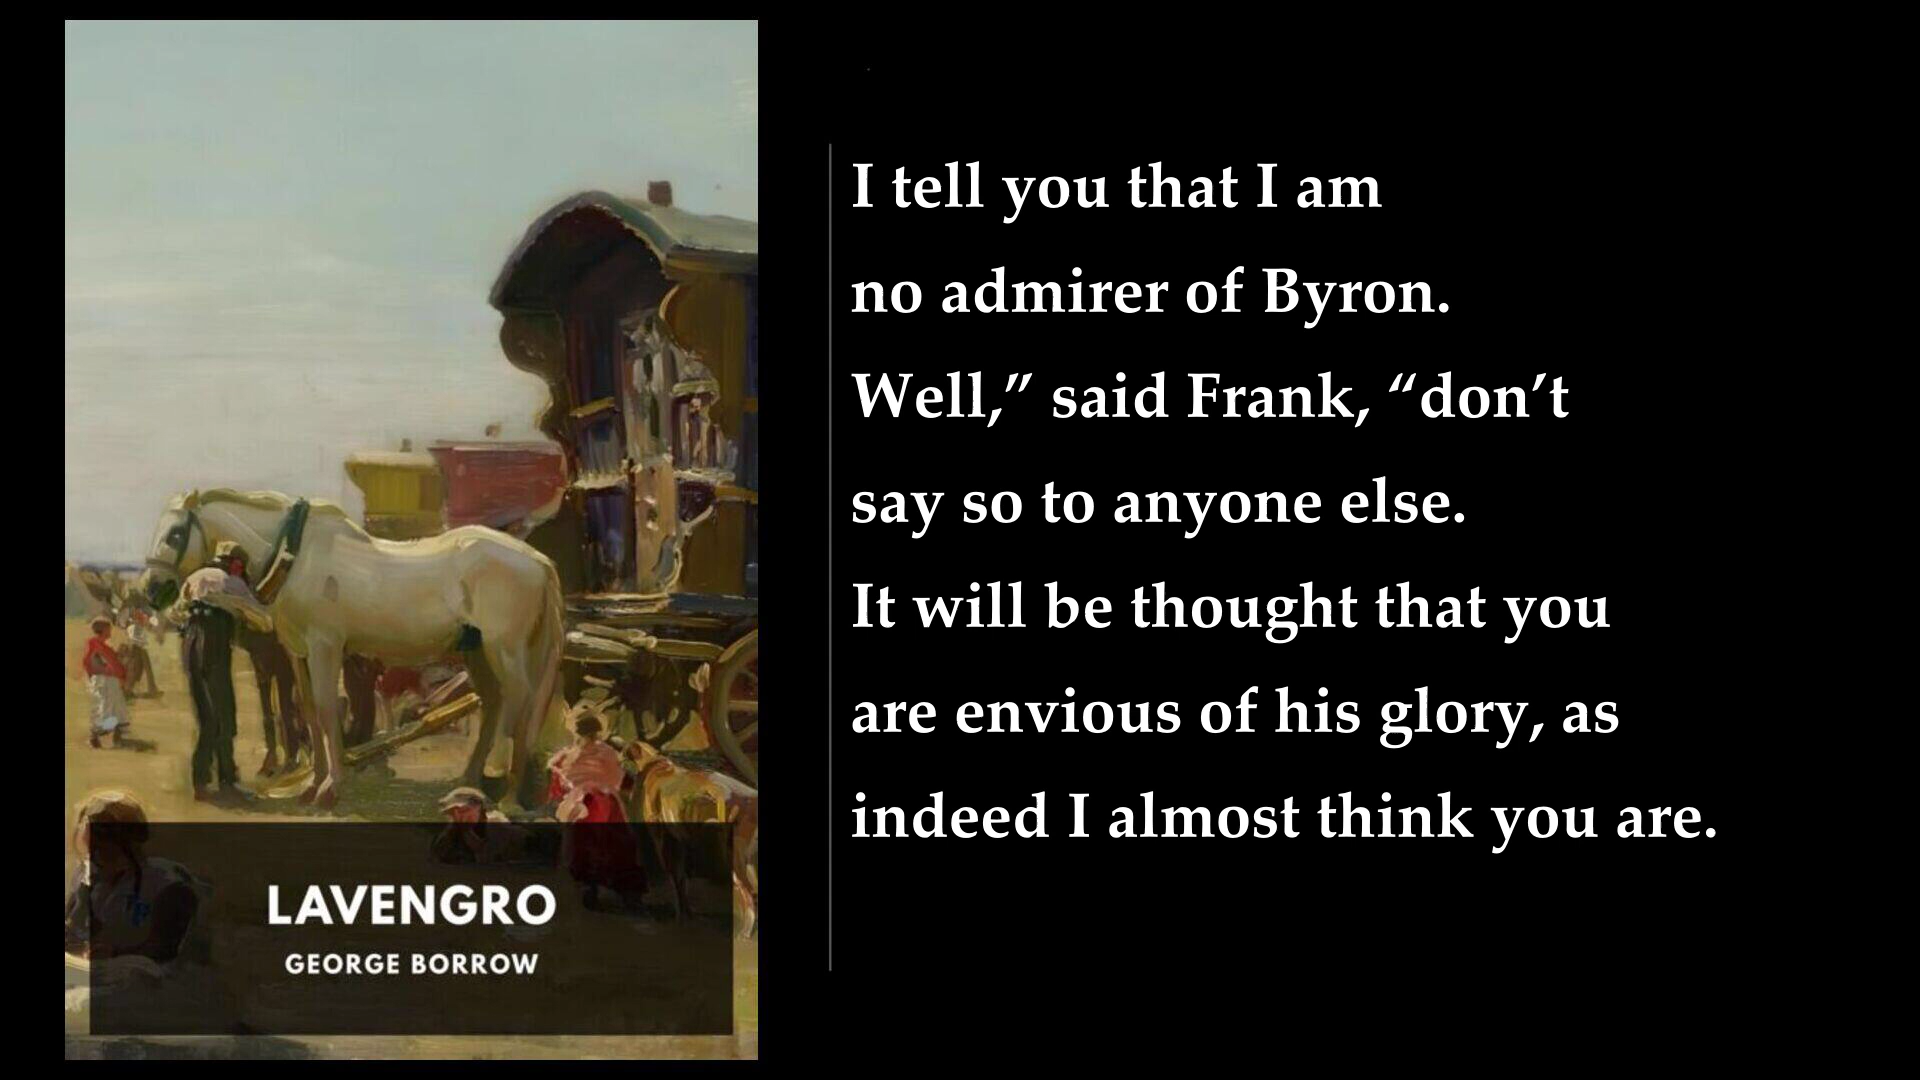 LAVENGRO
GEORGE BORROW
I tell you that I am
no admirer of Byron.
Well,” said Frank, “don’t
say so to anyone else.
It will be thought that you
are envious of his glory, as
indeed I almost think you are.